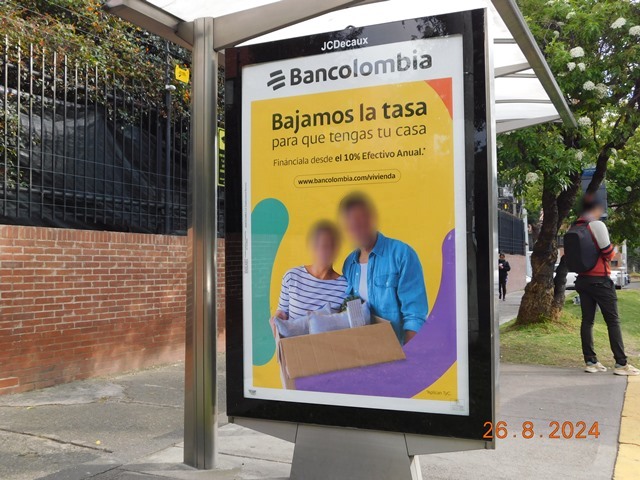 JCDecaux
Bancolombia
Bajamos la tasa
para que tengas tu casa
Fináncialo desde el 10% Efectivo Anual.*
www.bancolombia.com/vivienda
26.8.2024